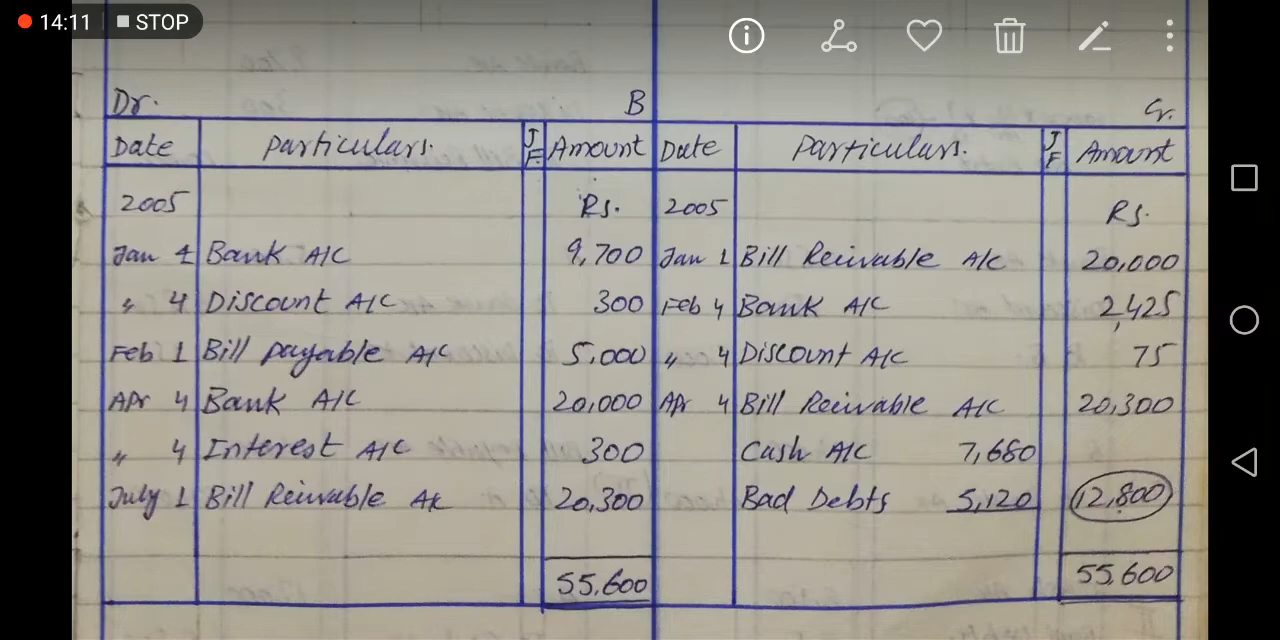 14:11 STOP
Dr. B Cr.
Date Particulars. J F. Amount Date Particulars. J F Amount
2005 Rs. 2005 Rs.
Jan 4 Bank A/C 9,700 Jan 1 Bill Reivable A/C 20,000
" 4 Discount A/C 300 Feb 4 Bank A/C 2,425
Feb 1 Bill payable A/C 5,000 " 4 Discount A/C 75
Apr 4 Bank A/C 20,000 Apr 4 Bill Reivable A/C 20,300
" 4 Interest A/C 300 Cash A/C 7,680
July 1 Bill Reivable A/C 20,300 Bad Debts 5,120 12,800
55,600 55,600